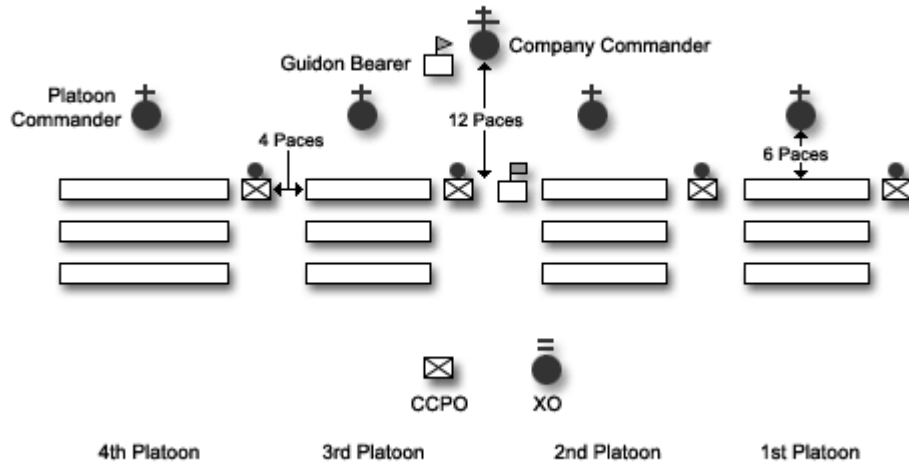 Company Commander
Guidon Bearer
Platoon
Commander
12 Paces
4 Paces
6 Paces
CCPO
XO
4th Platoon
3rd Platoon
2nd Platoon
1st Platoon